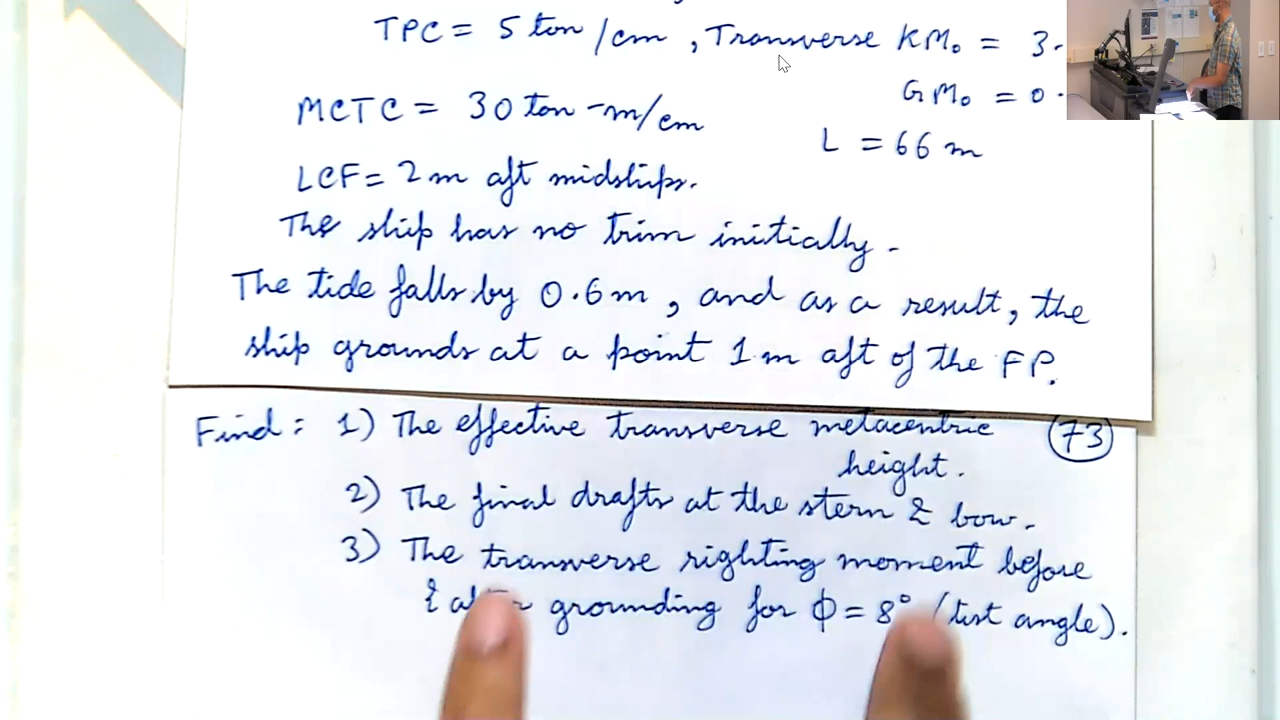 TPC = 5 ton/cm, Transverse KM₀ = 3.
MCTC = 30 ton-m/cm
GM₀ = 0.
L = 66 m
LCF = 2 m aft midships.
The ship has no trim initially.
The tide falls by 0.6 m, and as a result, the
ship grounds at a point 1 m aft of the FP.
Find: 1) The effective transverse metacentric
height.
73
2) The final drafts at the stern & bow.
3) The transverse righting moment before
& after grounding for ϕ = 8° (list angle).